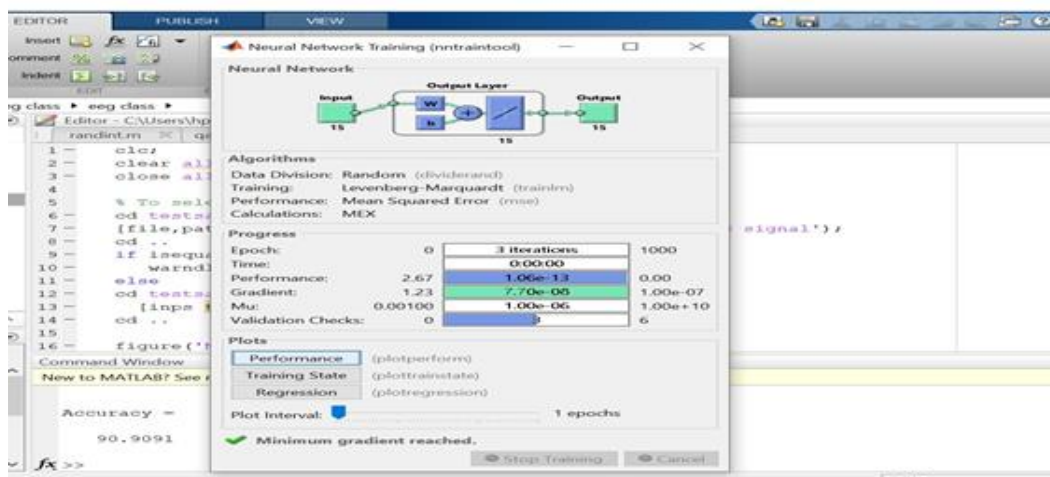 EDITOR PUBLISH VIEW
Insert fx
Comment
Indent
EDIT
eg class ▸ eeg class ▸
Editor - C:\Users\hp
randint.m
1 clc;
2 clear all
3 close all
4
5 % To sele
6 cd tests
7 [file,pat signal');
8 cd ..
9 if isequa
10 warndl
11 else
12 cd tests
13 [inps
14 cd ..
15
16 figure('
Command Window
New to MATLAB? See
Accuracy =
90.9091
fx >>
Neural Network Training (nntraintool)
Neural Network
Output Layer
Input W Output
b
15 15
15
Algorithms
Data Division: Random (dividerand)
Training: Levenberg-Marquardt (trainlm)
Performance: Mean Squared Error (mse)
Calculations: MEX
Progress
Epoch: 0 3 iterations 1000
Time: 0:00:00
Performance: 2.67 1.06e-13 0.00
Gradient: 1.23 7.70e-08 1.00e-07
Mu: 0.00100 1.00e-06 1.00e+10
Validation Checks: 0 3 6
Plots
Performance (plotperform)
Training State (plottrainstate)
Regression (plotregression)
Plot Interval: 1 epochs
Minimum gradient reached.
Stop Training Cancel